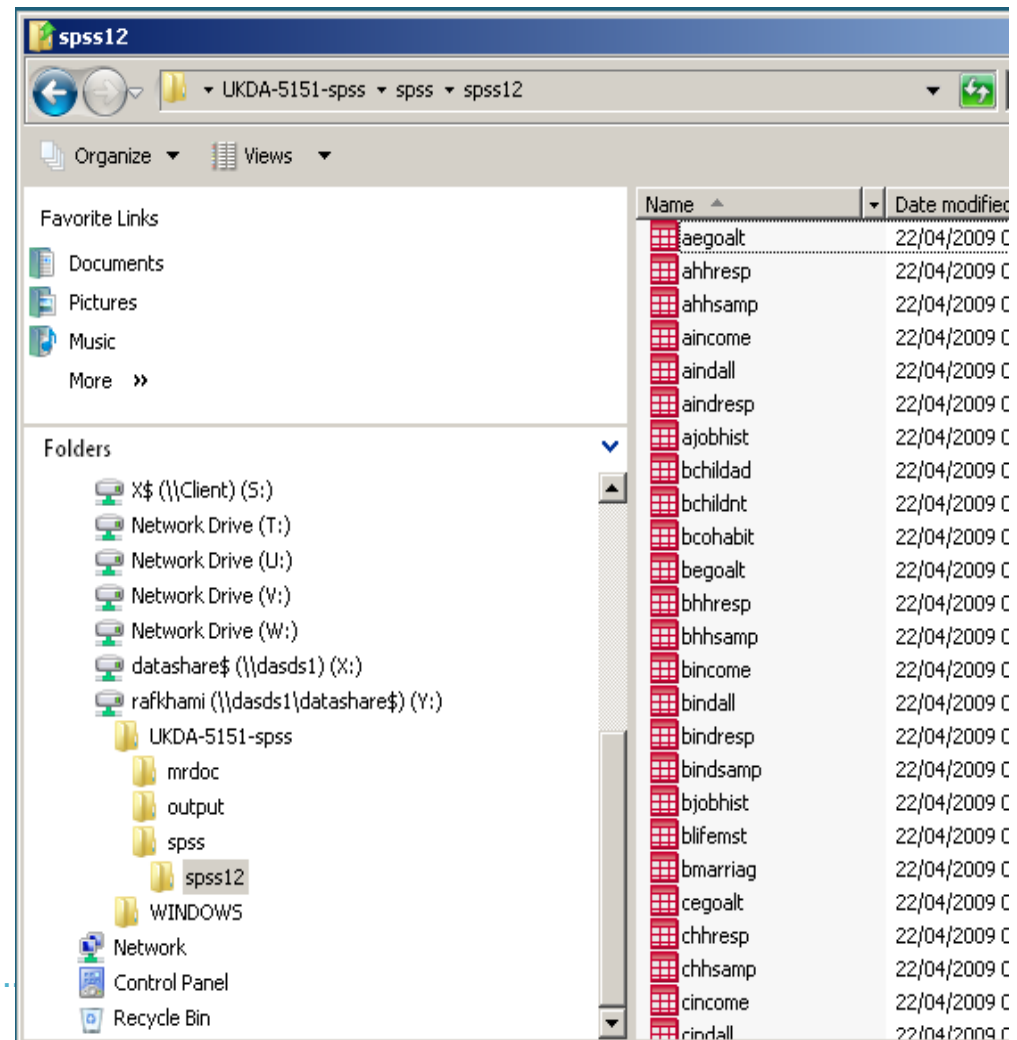 spss12
UKDA-5151-spss spss spss12
Organize Views
Favorite Links
Documents
Pictures
Music
More »
Folders
X$ (\\Client) (S:)
Network Drive (T:)
Network Drive (U:)
Network Drive (V:)
Network Drive (W:)
datashare$ (\\dasds1) (X:)
rafkhami (\\dasds1\datashare$) (Y:)
UKDA-5151-spss
mrdoc
output
spss
spss12
WINDOWS
Network
Control Panel
Recycle Bin
Name Date modified
aegoalt 22/04/2009
ahhresp 22/04/2009
ahhsamp 22/04/2009
aincome 22/04/2009
aindall 22/04/2009
aindresp 22/04/2009
ajobhist 22/04/2009
bchildad 22/04/2009
bchildnt 22/04/2009
bcohabit 22/04/2009
begoalt 22/04/2009
bhhresp 22/04/2009
bhhsamp 22/04/2009
bincome 22/04/2009
bindall 22/04/2009
bindresp 22/04/2009
bindsamp 22/04/2009
bjobhist 22/04/2009
blifemst 22/04/2009
bmarriag 22/04/2009
cegoalt 22/04/2009
chhresp 22/04/2009
chhsamp 22/04/2009
cincome 22/04/2009
cindall 22/04/2009